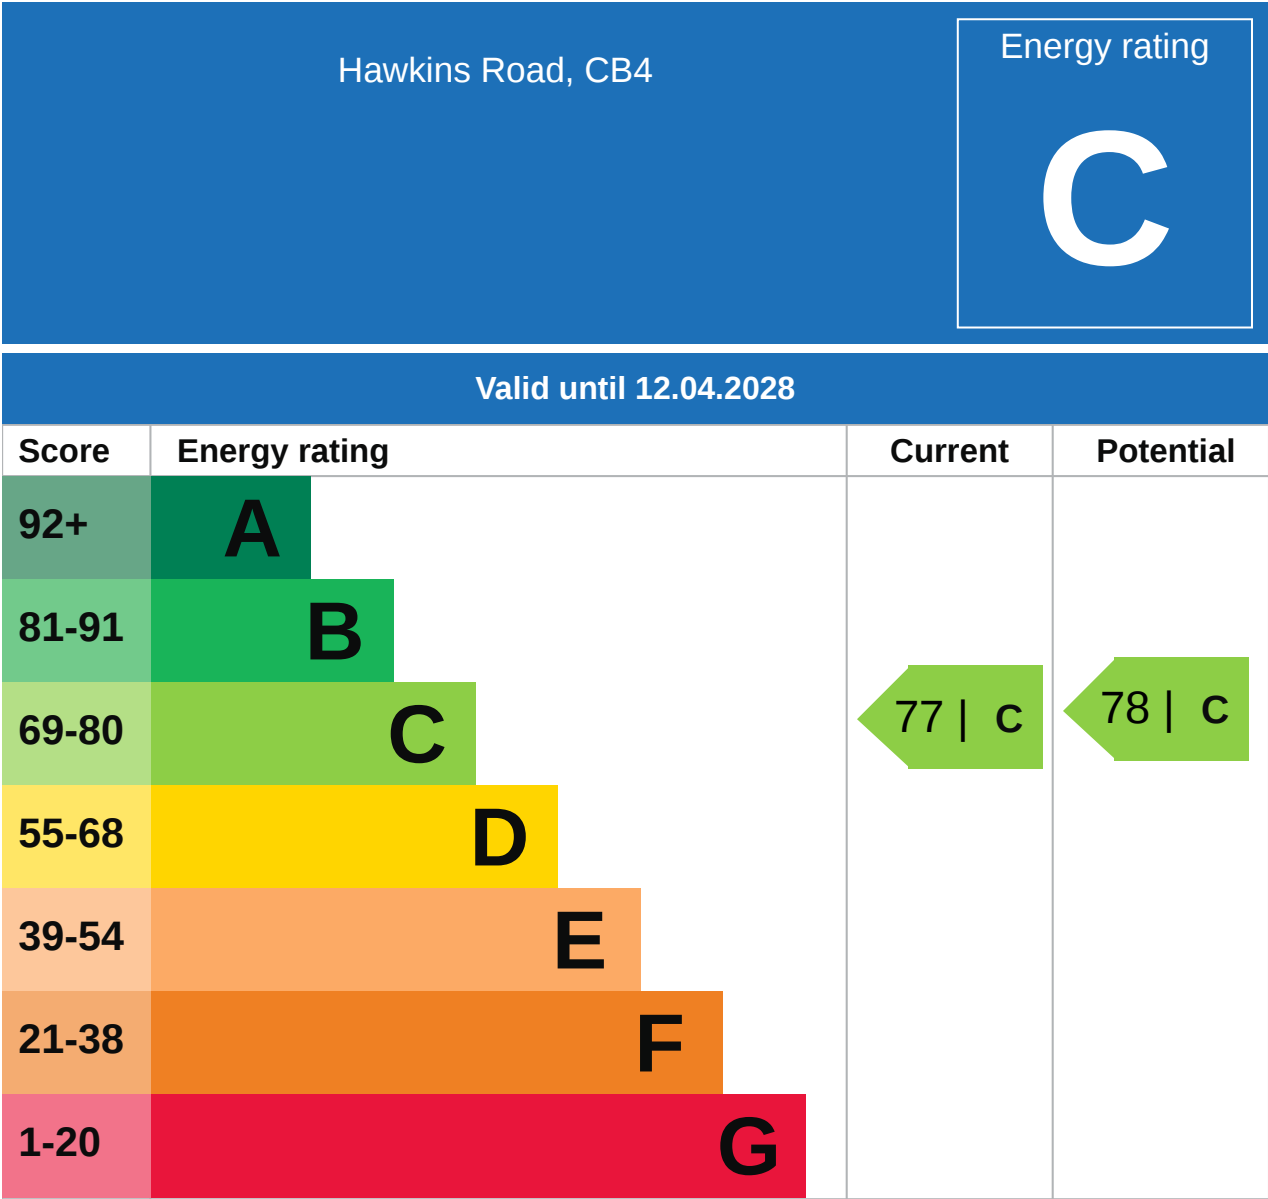 Hawkins Road, CB4
Energy rating
C
Valid until 12.04.2028
Score Energy rating Current Potential
92+ A
81-91 B
69-80 C 77 | C 78 | C
55-68 D
39-54 E
21-38 F
1-20 G